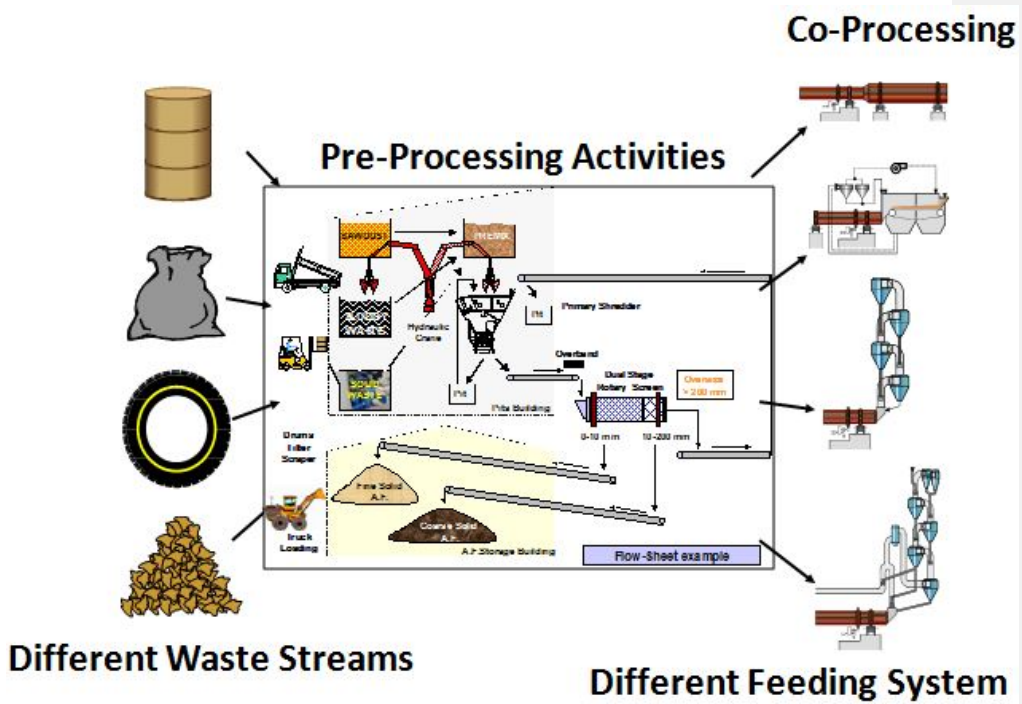 Co-Processing
Pre-Processing Activities
SAWDUST
PREMIX
WASTE
Hydraulic
Crane
Pit
Primary Shredder
SOLID
WASTE
Pit
Overband
Dual Stage
Rotary Screen
Oversize
> 200 mm
Pits Building
0-10 mm
10-200 mm
Drums
Lifter
Scraper
Fine Solid
A.F.
Truck
Loading
Coarse Solid
A.F.
A.F.Storage Building
Flow-Sheet example
Different Waste Streams
Different Feeding System